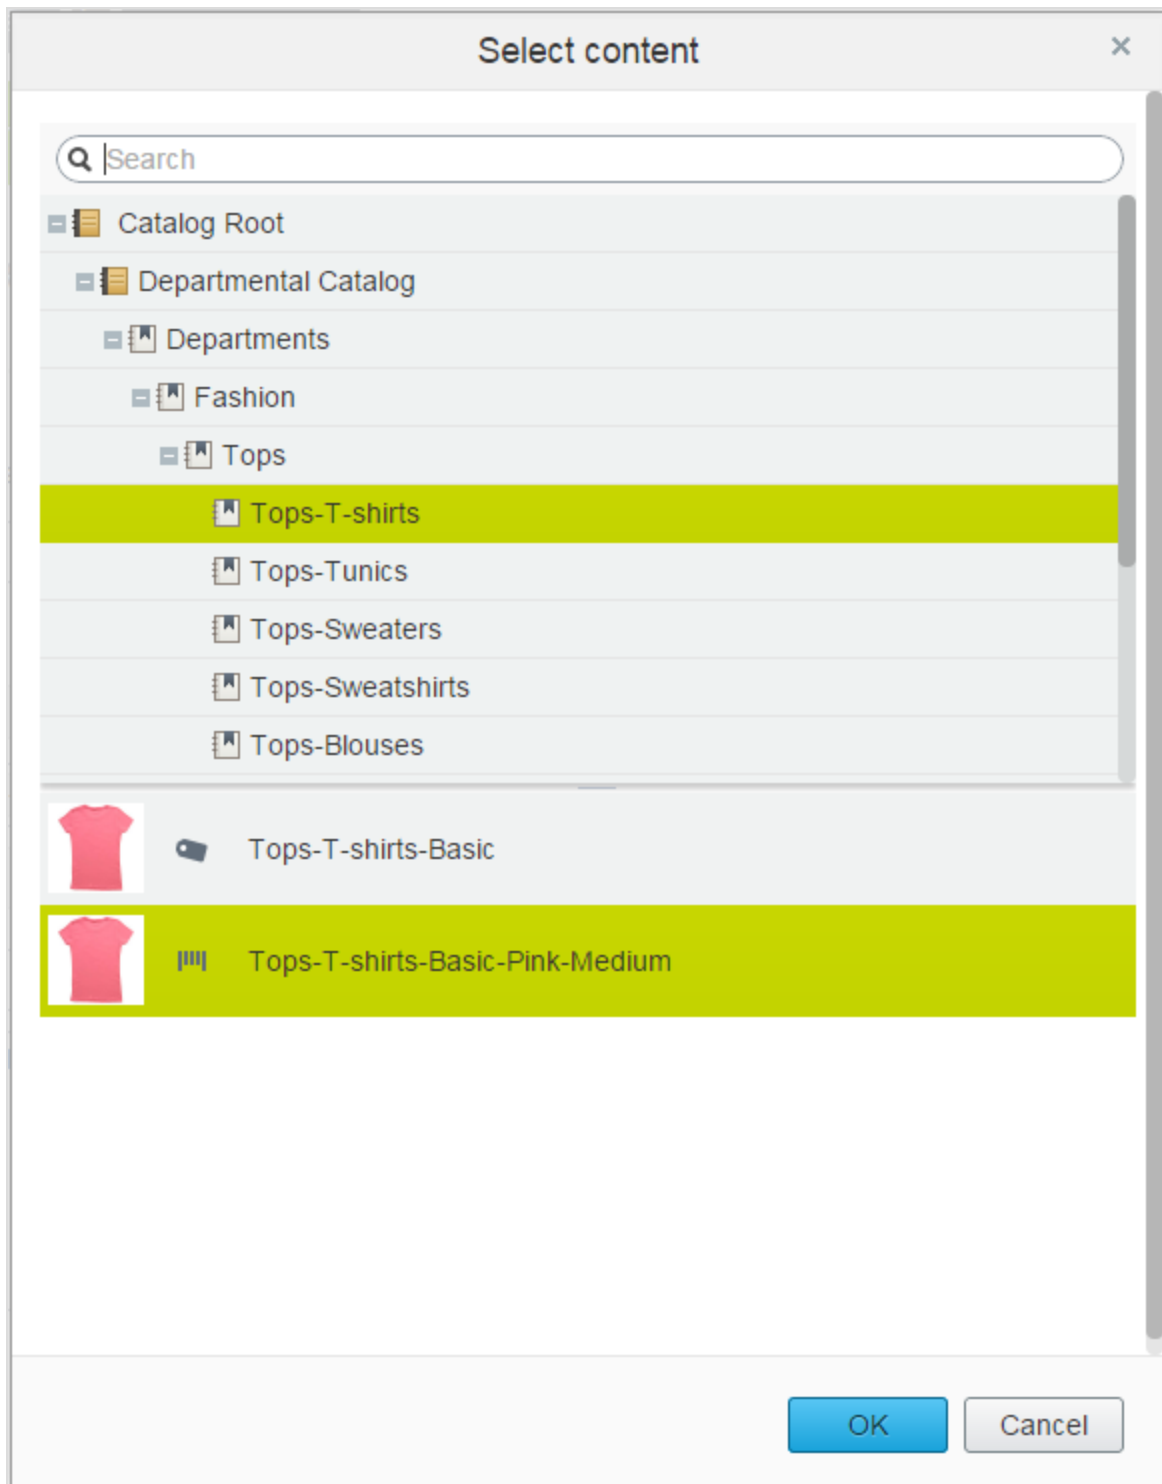 Select content
Search
Catalog Root
Departmental Catalog
Departments
Fashion
Tops
Tops-T-shirts
Tops-Tunics
Tops-Sweaters
Tops-Sweatshirts
Tops-Blouses
Tops-T-shirts-Basic
Tops-T-shirts-Basic-Pink-Medium
OK
Cancel